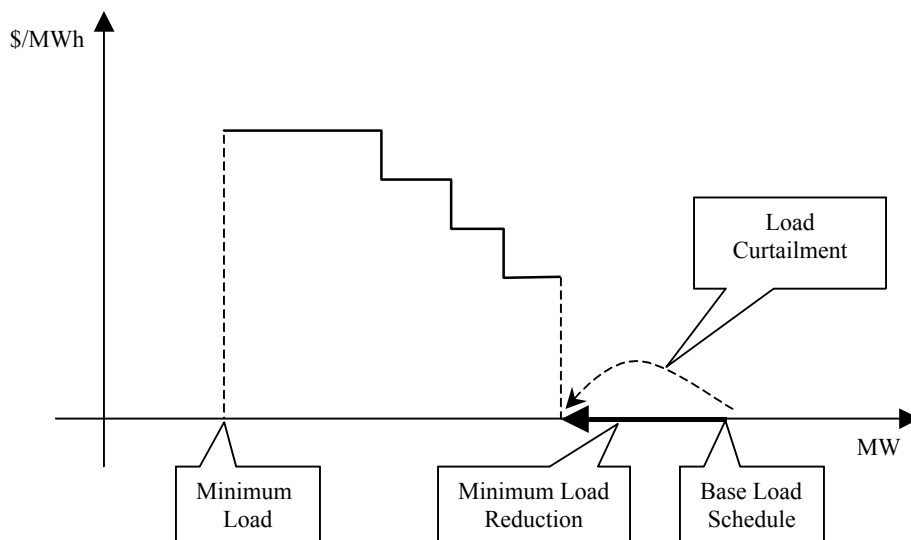 $/MWh
Load
Curtailment
MW
Minimum
Load
Minimum Load
Reduction
Base Load
Schedule